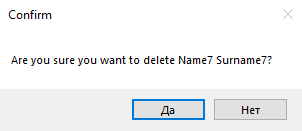 Confirm
Are you sure you want to delete Name7 Surname7?
Да
Нет